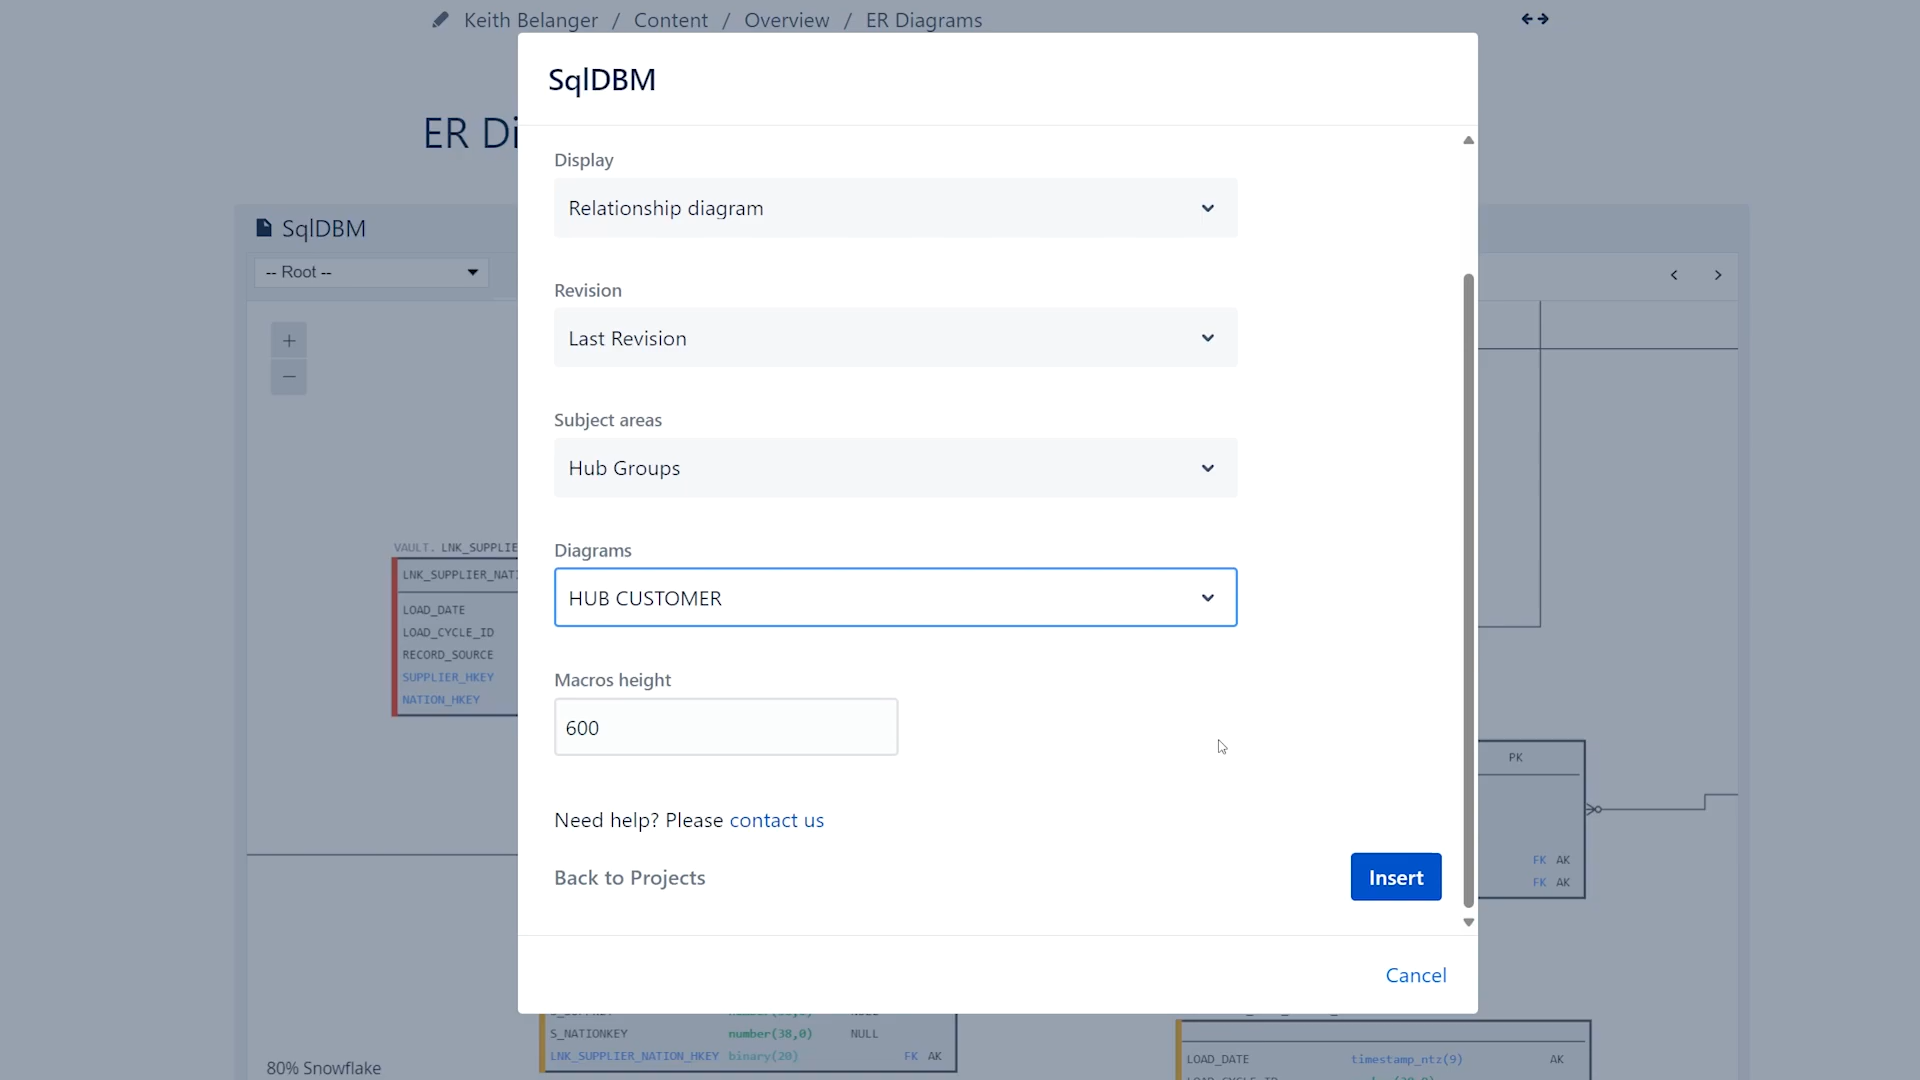 Keith Belanger / Content / Overview / ER Diagrams
SqlDBM
ER Di
Display
Relationship diagram
SqlDBM
-- Root --
Revision
Last Revision
Subject areas
Hub Groups
VAULT. LNK_SUPPLIE
LNK_SUPPLIER_NATI
LOAD_DATE
LOAD_CYCLE_ID
RECORD_SOURCE
SUPPLIER_HKEY
NATION_HKEY
Diagrams
HUB CUSTOMER
Macros height
600
PK
FK AK
FK AK
Need help? Please contact us
Back to Projects
Insert
Cancel
S_NATIONKEY number(38,0) NULL
LNK_SUPPLIER_NATION_HKEY binary(20) FK AK
LOAD_DATE timestamp_ntz(9) AK
80% Snowflake